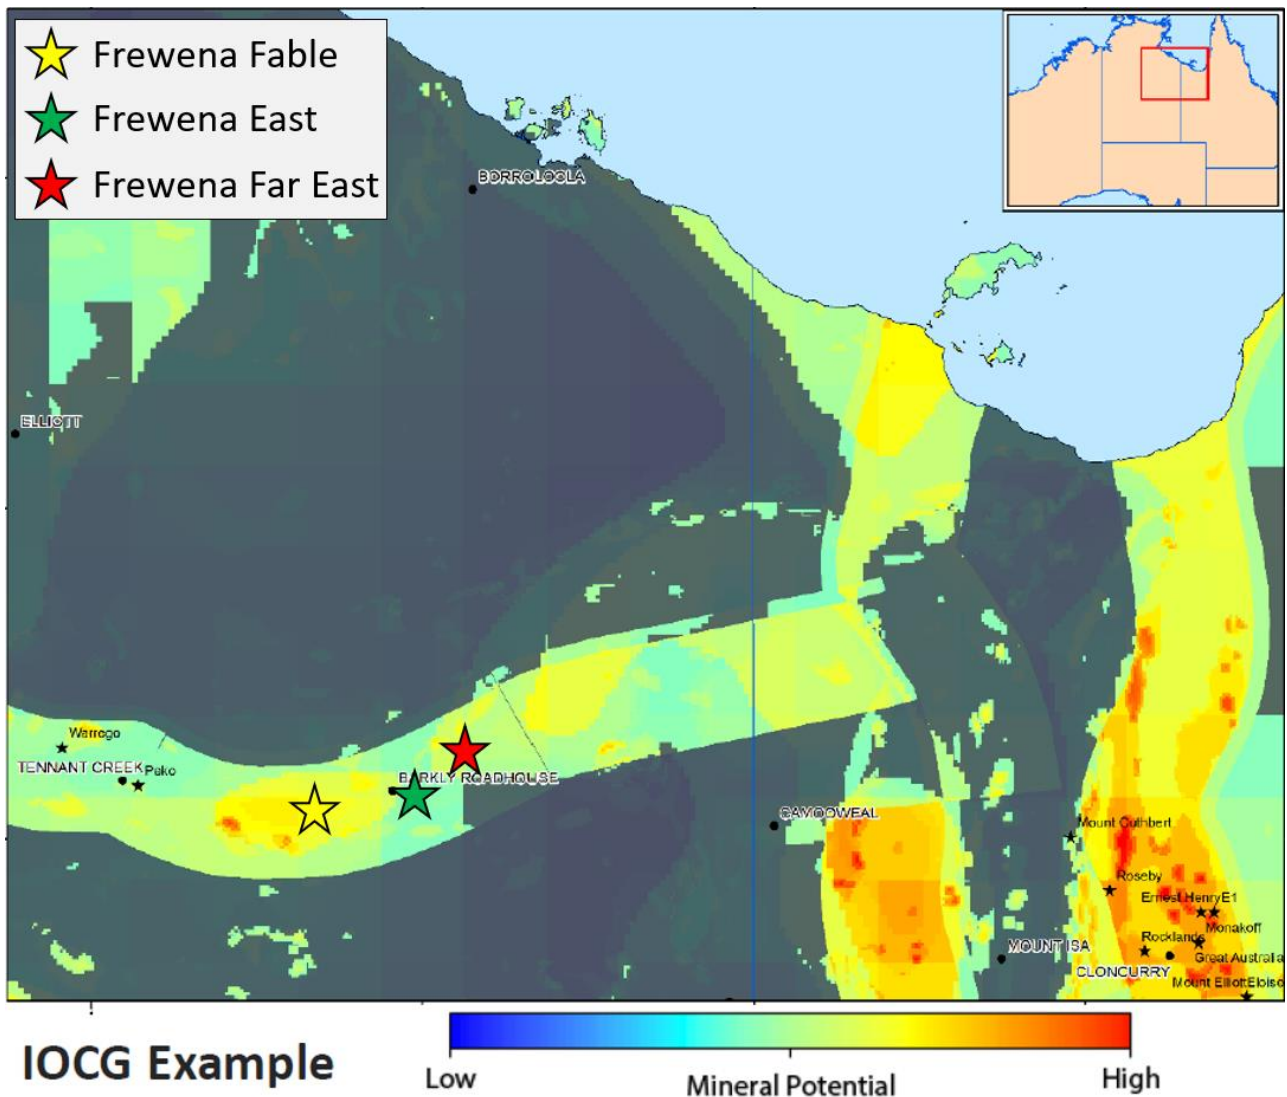 Frewena Fable
Frewena East
Frewena Far East
BORROLOOLA
ELLIOTT
Warrego
TENNANT CREEK
Peko
BARKLY ROADHOUSE
CAMOOWEAL
Mount Cuthbert
Roseby
Ernest Henry
E1
Monakoff
Rocklands
MOUNT ISA
Great Australia
CLONCURRY
Mount Elliott
Eloise
IOCG Example
Low
Mineral Potential
High